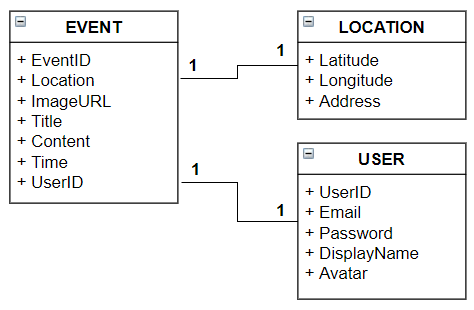 EVENT
+ EventID
+ Location
+ ImageURL
+ Title
+ Content
+ Time
+ UserID
1
1
LOCATION
+ Latitude
+ Longitude
+ Address
1
1
USER
+ UserID
+ Email
+ Password
+ DisplayName
+ Avatar